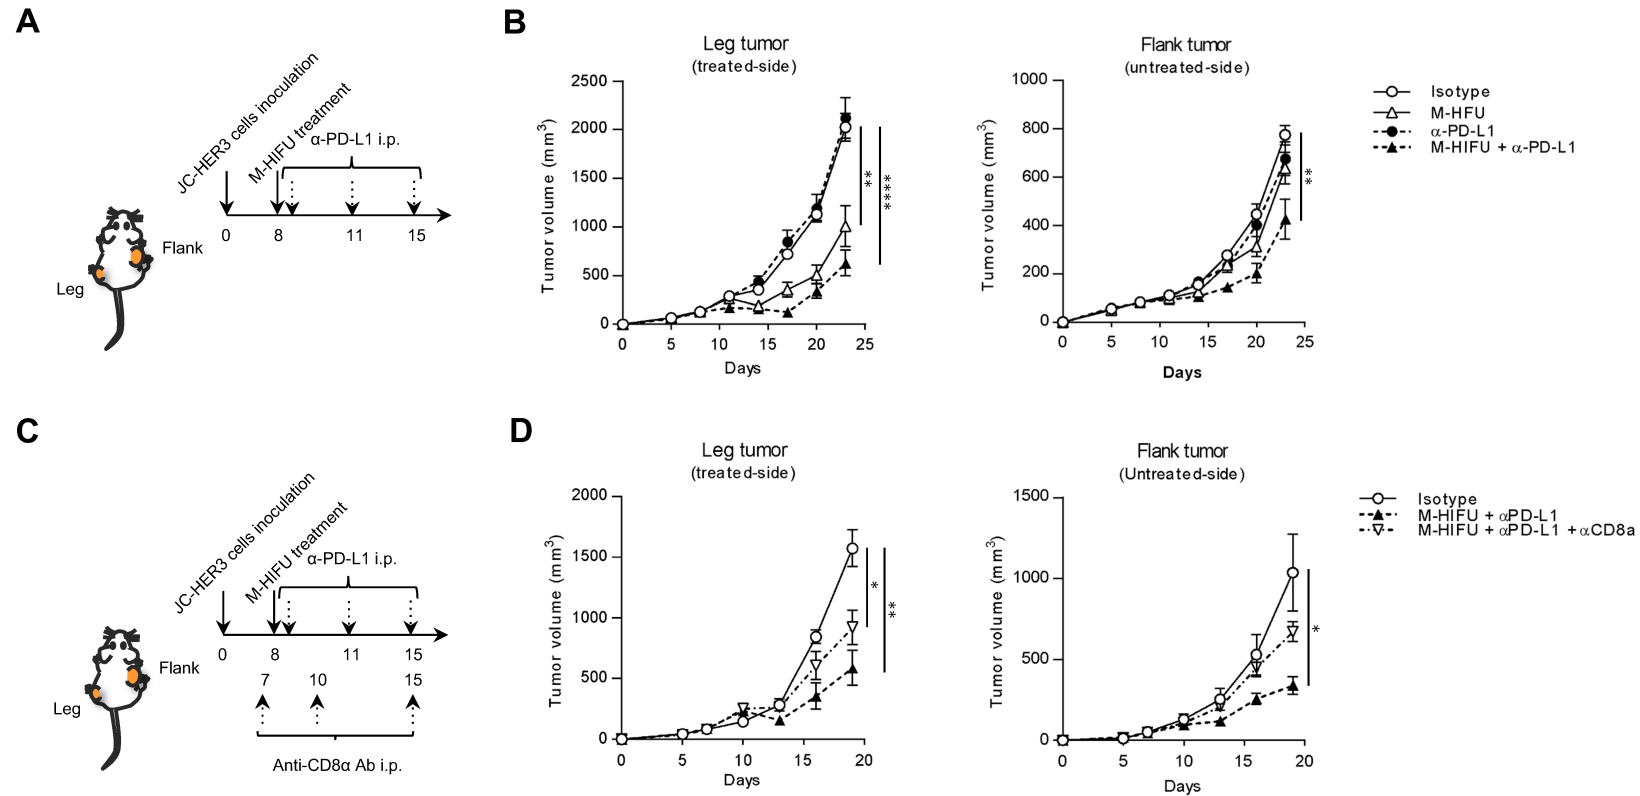 A
JC-HER3 cells inoculation
M-HIFU treatment
α-PD-L1 i.p.
0
8
11
15
Flank
Leg
B
Leg tumor
(treated-side)
Tumor volume (mm3)
2500
2000
1500
1000
500
0
0 5 10 15 20 25
Days
**
****
Flank tumor
(untreated-side)
Tumor volume (mm3)
1000
800
600
400
200
0
0 5 10 15 20 25
Days
**
Isotype
M-HFU
α-PD-L1
M-HIFU + α-PD-L1
C
JC-HER3 cells inoculation
M-HIFU treatment
α-PD-L1 i.p.
0
8
11
15
Flank
Leg
7
10
15
Anti-CD8α Ab i.p.
D
Leg tumor
(treated-side)
Tumor volume (mm3)
2000
1500
1000
500
0
0 5 10 15 20
Days
*
**
Flank tumor
(Untreated-side)
Tumor volume (mm3)
1500
1000
500
0
0 5 10 15 20
Days
*
Isotype
M-HIFU + αPD-L1
M-HIFU + αPD-L1 + αCD8a